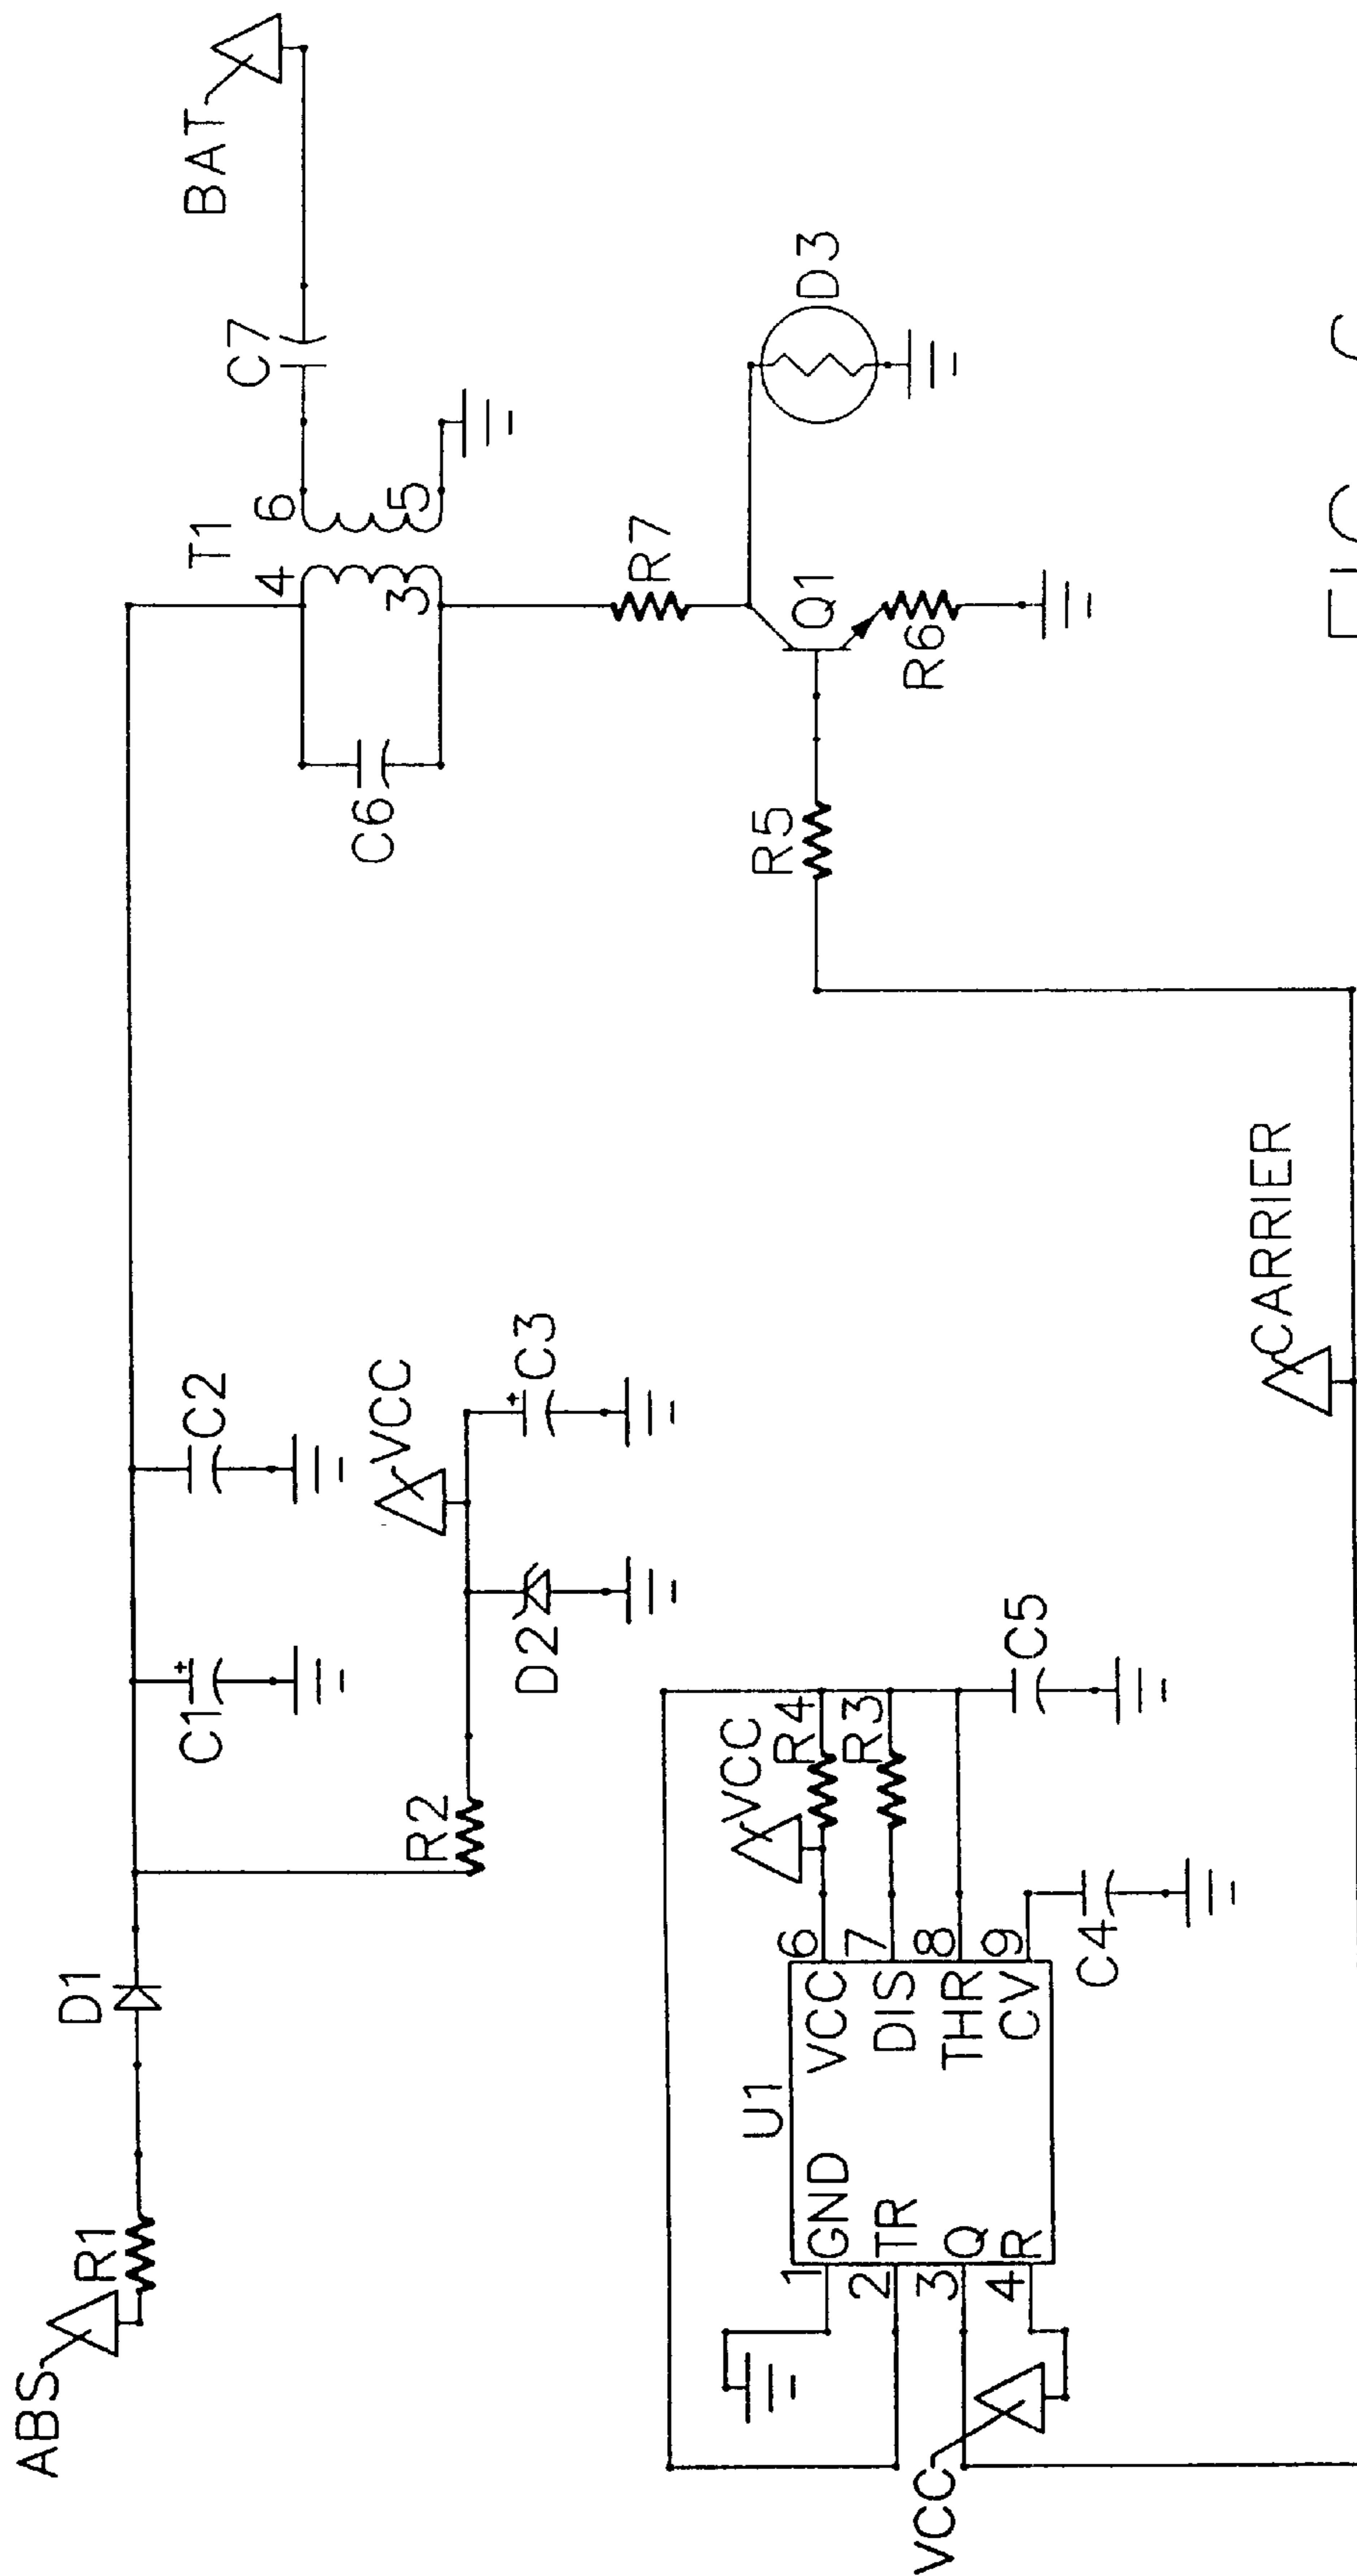 ABS
R1
D1
C1
+
C2
R2
D2
VCC
C3
+
T1
4
6
3
5
C6
C7
BAT
R7
Q1
D3
R5
R6
U1
1
GND
2
TR
3
Q
4
R
VCC
6
VCC
7
DIS
8
THR
9
CV
VCC
R4
R3
C5
C4
CARRIER